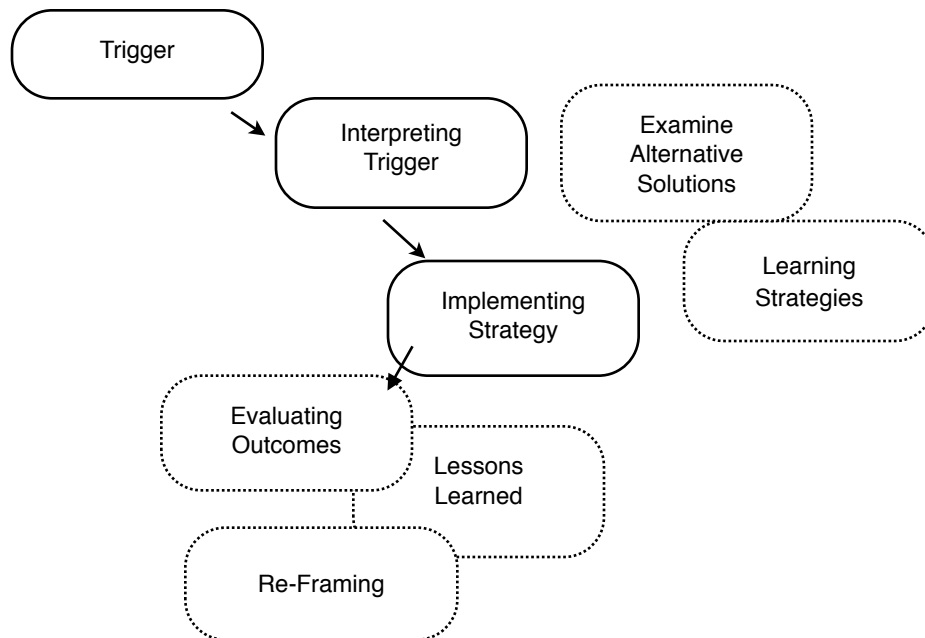 Trigger
Interpreting
Trigger
Examine
Alternative
Solutions
Learning
Strategies
Implementing
Strategy
Evaluating
Outcomes
Lessons
Learned
Re-Framing